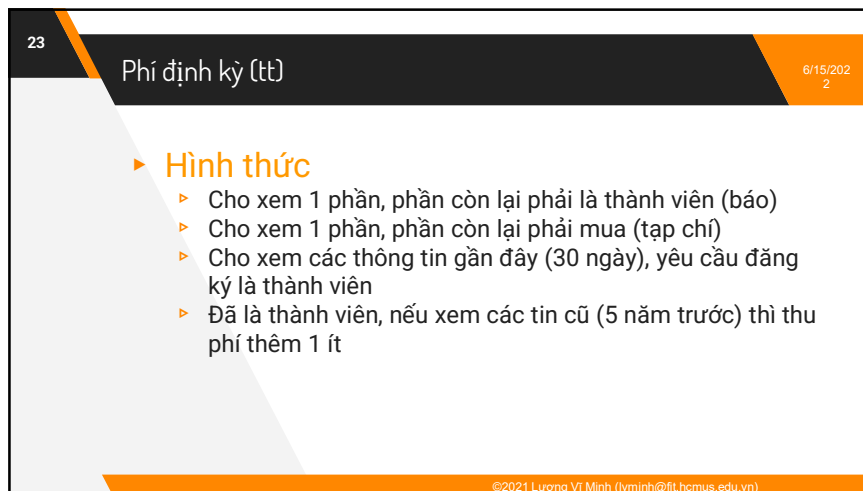 23
Phí định kỳ (tt)
6/15/202
2
Hình thức
Cho xem 1 phần, phần còn lại phải là thành viên (báo)
Cho xem 1 phần, phần còn lại phải mua (tạp chí)
Cho xem các thông tin gần đây (30 ngày), yêu cầu đăng
ký là thành viên
Đã là thành viên, nếu xem các tin cũ (5 năm trước) thì thu
phí thêm 1 ít
©2021 Lương Vĩ Minh (lvminh@fit.hcmus.edu.vn)